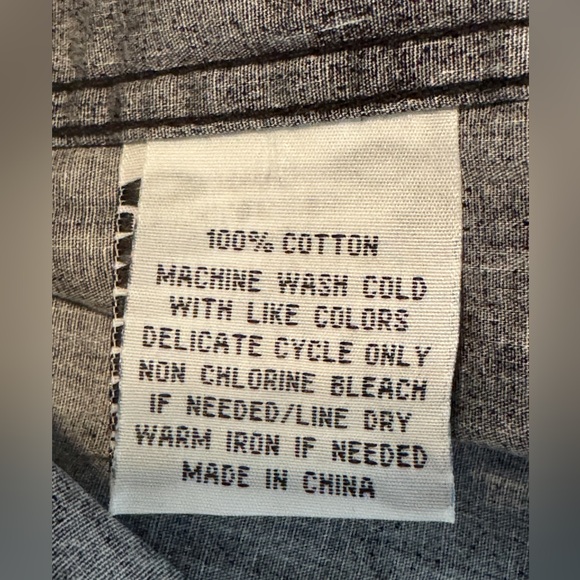 100% COTTON
MACHINE WASH COLD
WITH LIKE COLORS
DELICATE CYCLE ONLY
NON CHLORINE BLEACH
IF NEEDED/LINE DRY
WARM IRON IF NEEDED
MADE IN CHINA